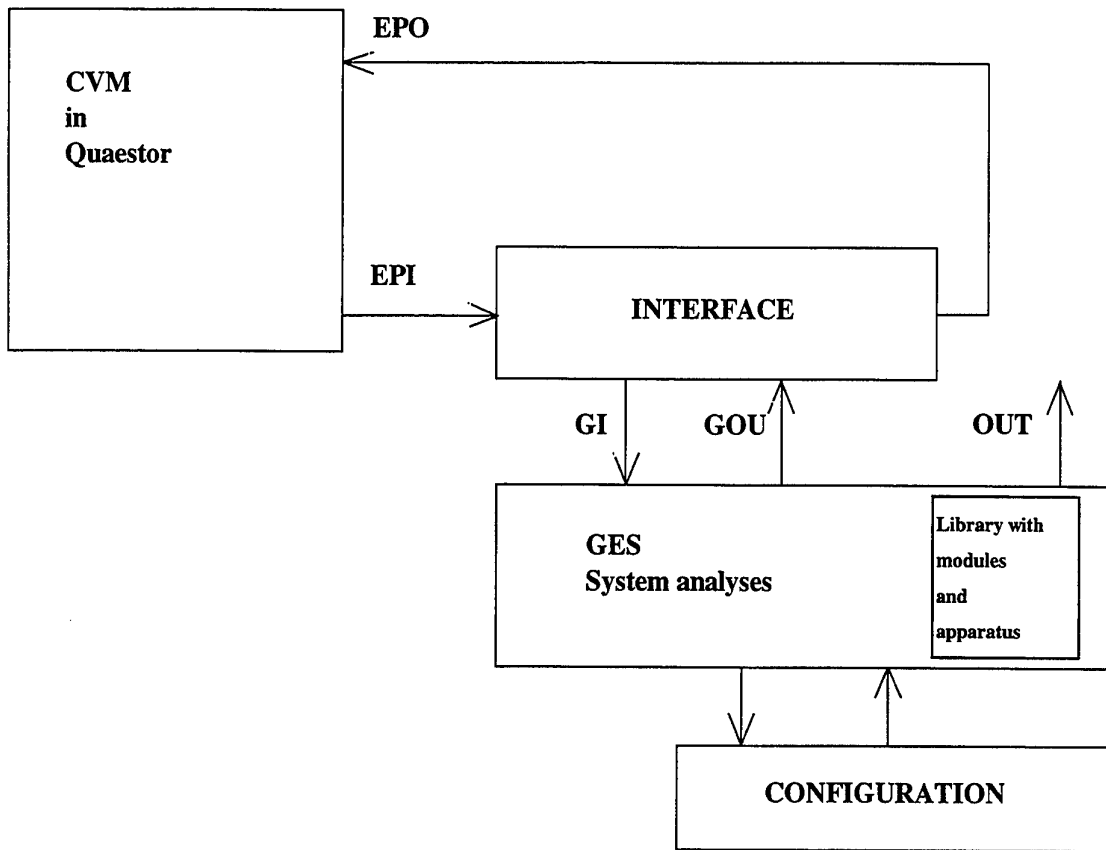 EPO
CVM
in
Quaestor
EPI
INTERFACE
GI
GOU
OUT
GES
System analyses
Library with
modules
and
apparatus
CONFIGURATION